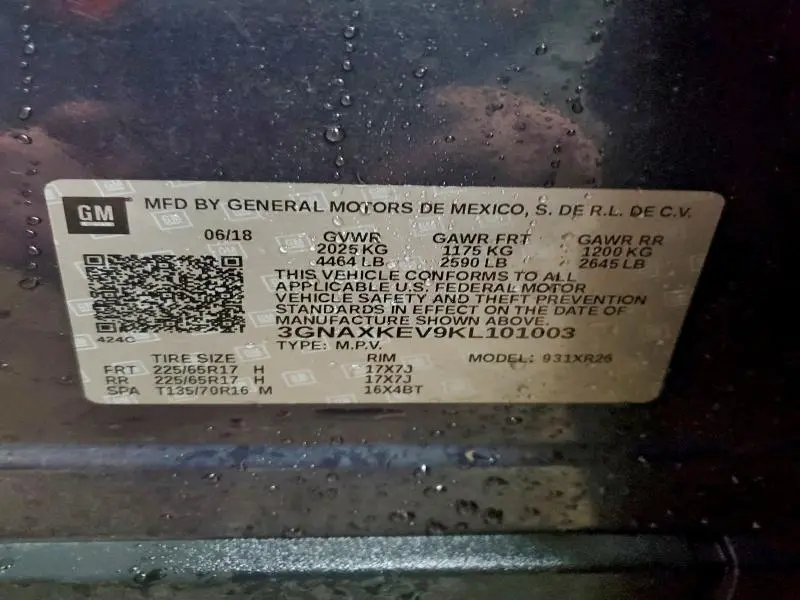 GM
MFD BY GENERAL MOTORS DE MEXICO, S. DE R.L. DE C.V.
06/18 GVWR GAWR FRT GAWR RR
2025 KG 1175 KG 1200 KG
4464 LB 2590 LB 2645 LB
THIS VEHICLE CONFORMS TO ALL
APPLICABLE U.S. FEDERAL MOTOR
VEHICLE SAFETY AND THEFT PREVENTION
STANDARDS IN EFFECT ON THE DATE OF
MANUFACTURE SHOWN ABOVE.
424C
3GNAXKEV9KL101003
TYPE: M.P.V.
TIRE SIZE RIM MODEL: 931XR26
FRT 225/65R17 H 17X7J
RR 225/65R17 H 17X7J
SPA T135/70R16 M 16X4BT